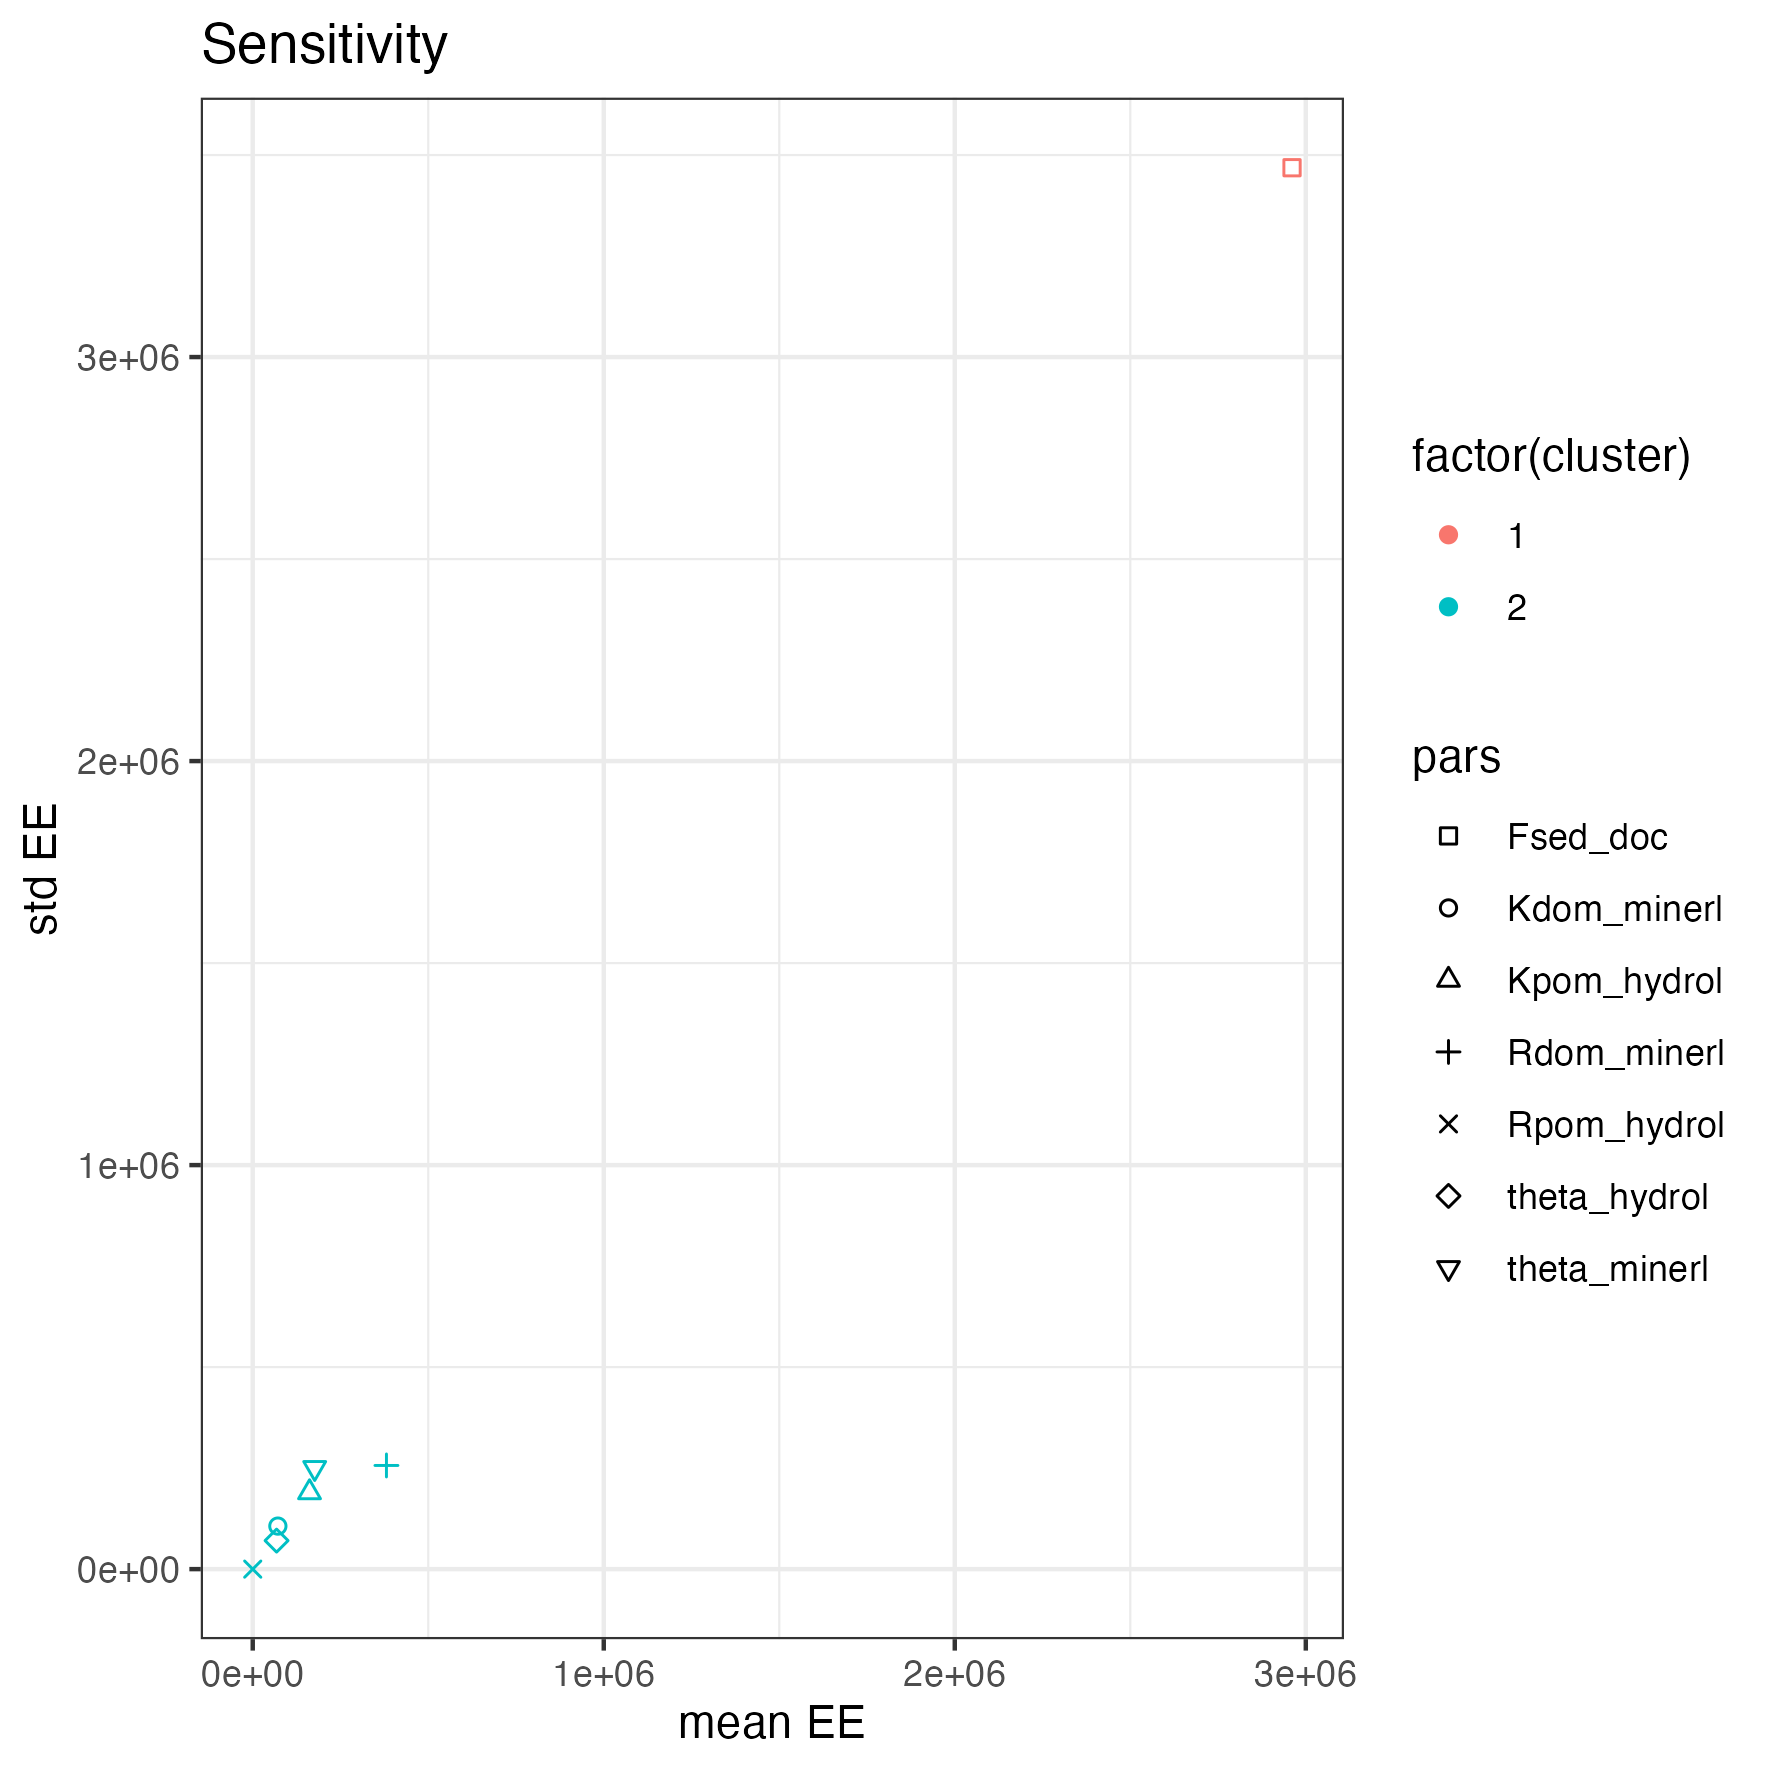 Sensitivity
3e+06
2e+06
1e+06
0e+00
std EE
0e+00 1e+06 2e+06 3e+06
mean EE
factor(cluster)
1
2
pars
Fsed_doc
Kdom_minerl
Kpom_hydrol
Rdom_minerl
Rpom_hydrol
theta_hydrol
theta_minerl